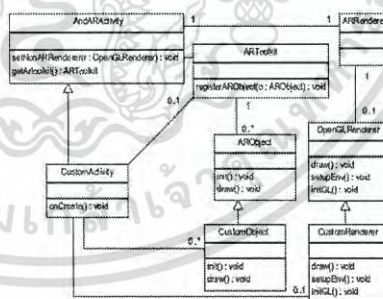 AndARActivity
setNonARRenderer : OpenGLRenderer() : void
getArtoolkit() : ARToolkit
1
1
ARRenderer
ARToolkit
registerARObject(o : ARObject) : void
0..1
1
1
0..*
0.1
OpenGLRenderer
draw() : void
setupEnv() : void
initGL() : void
ARObject
init() : void
draw() : void
CustomActivity
onCreate() : void
0..*
CustomObject
init() : void
draw() : void
0..1
CustomRenderer
draw() : void
setupEnv() : void
initGL() : void